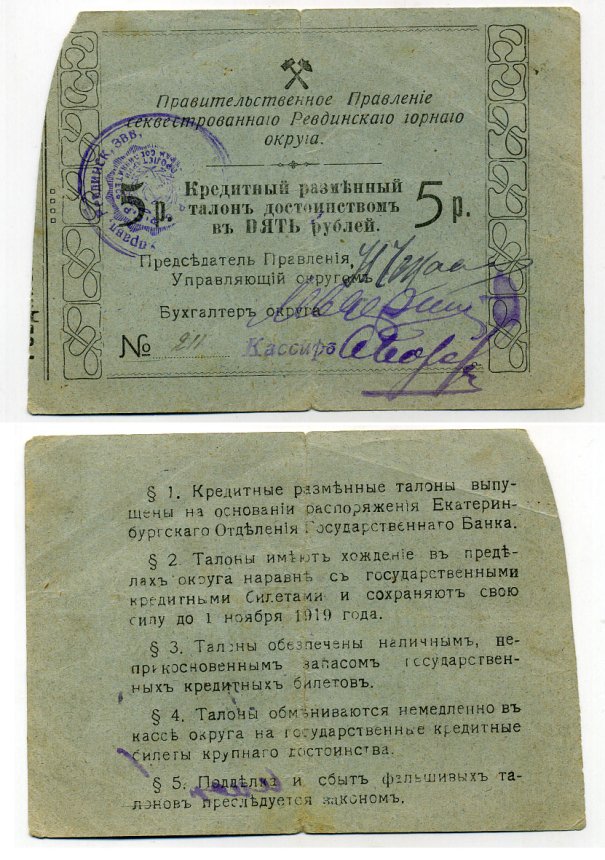 Правительственное Правленіе
секвестрованнаго Ревдинскаго горнаго
округа.
5 р. Кредитный размѣнный 5 р.
талонъ достоинствомъ
въ ПЯТЬ рублей.
Предсѣдатель Правленія,
Управляющій округомъ
Бухгалтеръ округа
№ 211 Кассиръ
§ 1. Кредитные размѣнные талоны выпу-
щены на основаніи распоряженія Екатерин-
бургскаго Отдѣленія Государственнаго Банка.
§ 2. Талоны имѣютъ хожденіе въ предѣ-
лахъ округа наравнѣ съ государственными
кредитными билетами и сохраняютъ свою
силу до 1 ноября 1919 года.
§ 3. Талоны обезпечены наличнымъ, не-
прикосновеннымъ запасомъ государствен-
ныхъ кредитныхъ билетовъ.
§ 4. Талоны обмѣниваются немедленно въ
кассѣ округа на государственные кредитные
билеты крупнаго достоинства.
§ 5. Поддѣлка и сбытъ фальшивыхъ та-
лоновъ преслѣдуется закономъ.